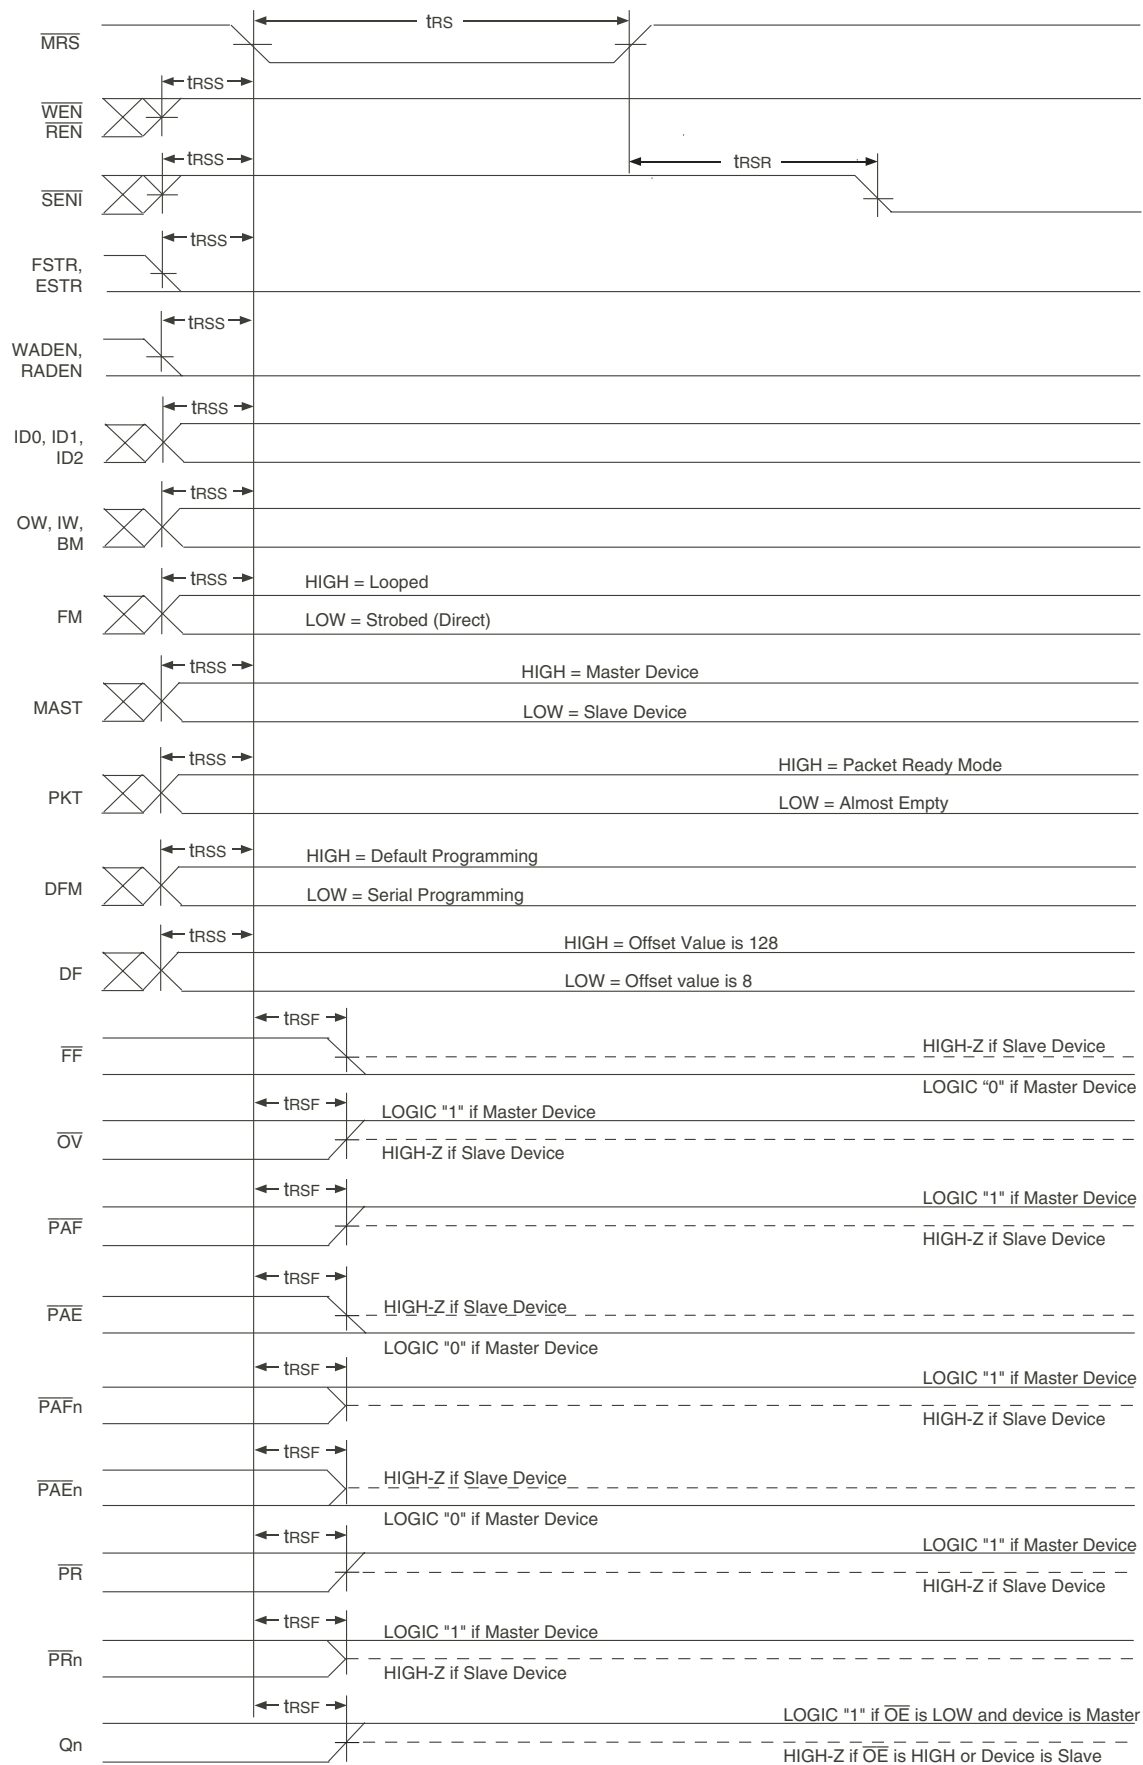 tRS
MRS
tRSS
WEN
REN
tRSS
tRSR
SENI
tRSS
FSTR,
ESTR
tRSS
WADEN,
RADEN
tRSS
ID0, ID1,
ID2
tRSS
OW, IW,
BM
tRSS
HIGH = Looped
FM
LOW = Strobed (Direct)
tRSS
HIGH = Master Device
MAST
LOW = Slave Device
tRSS
HIGH = Packet Ready Mode
PKT
LOW = Almost Empty
tRSS
HIGH = Default Programming
DFM
LOW = Serial Programming
tRSS
HIGH = Offset Value is 128
DF
LOW = Offset value is 8
tRSF
FF
HIGH-Z if Slave Device
LOGIC “0" if Master Device
tRSF
LOGIC "1" if Master Device
OV
HIGH-Z if Slave Device
tRSF
LOGIC "1" if Master Device
PAF
HIGH-Z if Slave Device
tRSF
PAE
HIGH-Z if Slave Device
LOGIC "0" if Master Device
tRSF
LOGIC "1" if Master Device
PAFn
HIGH-Z if Slave Device
tRSF
HIGH-Z if Slave Device
PAEn
LOGIC "0" if Master Device
tRSF
LOGIC "1" if Master Device
PR
HIGH-Z if Slave Device
tRSF
LOGIC "1" if Master Device
PRn
HIGH-Z if Slave Device
tRSF
LOGIC "1" if OE is LOW and device is Master
Qn
HIGH-Z if OE is HIGH or Device is Slave